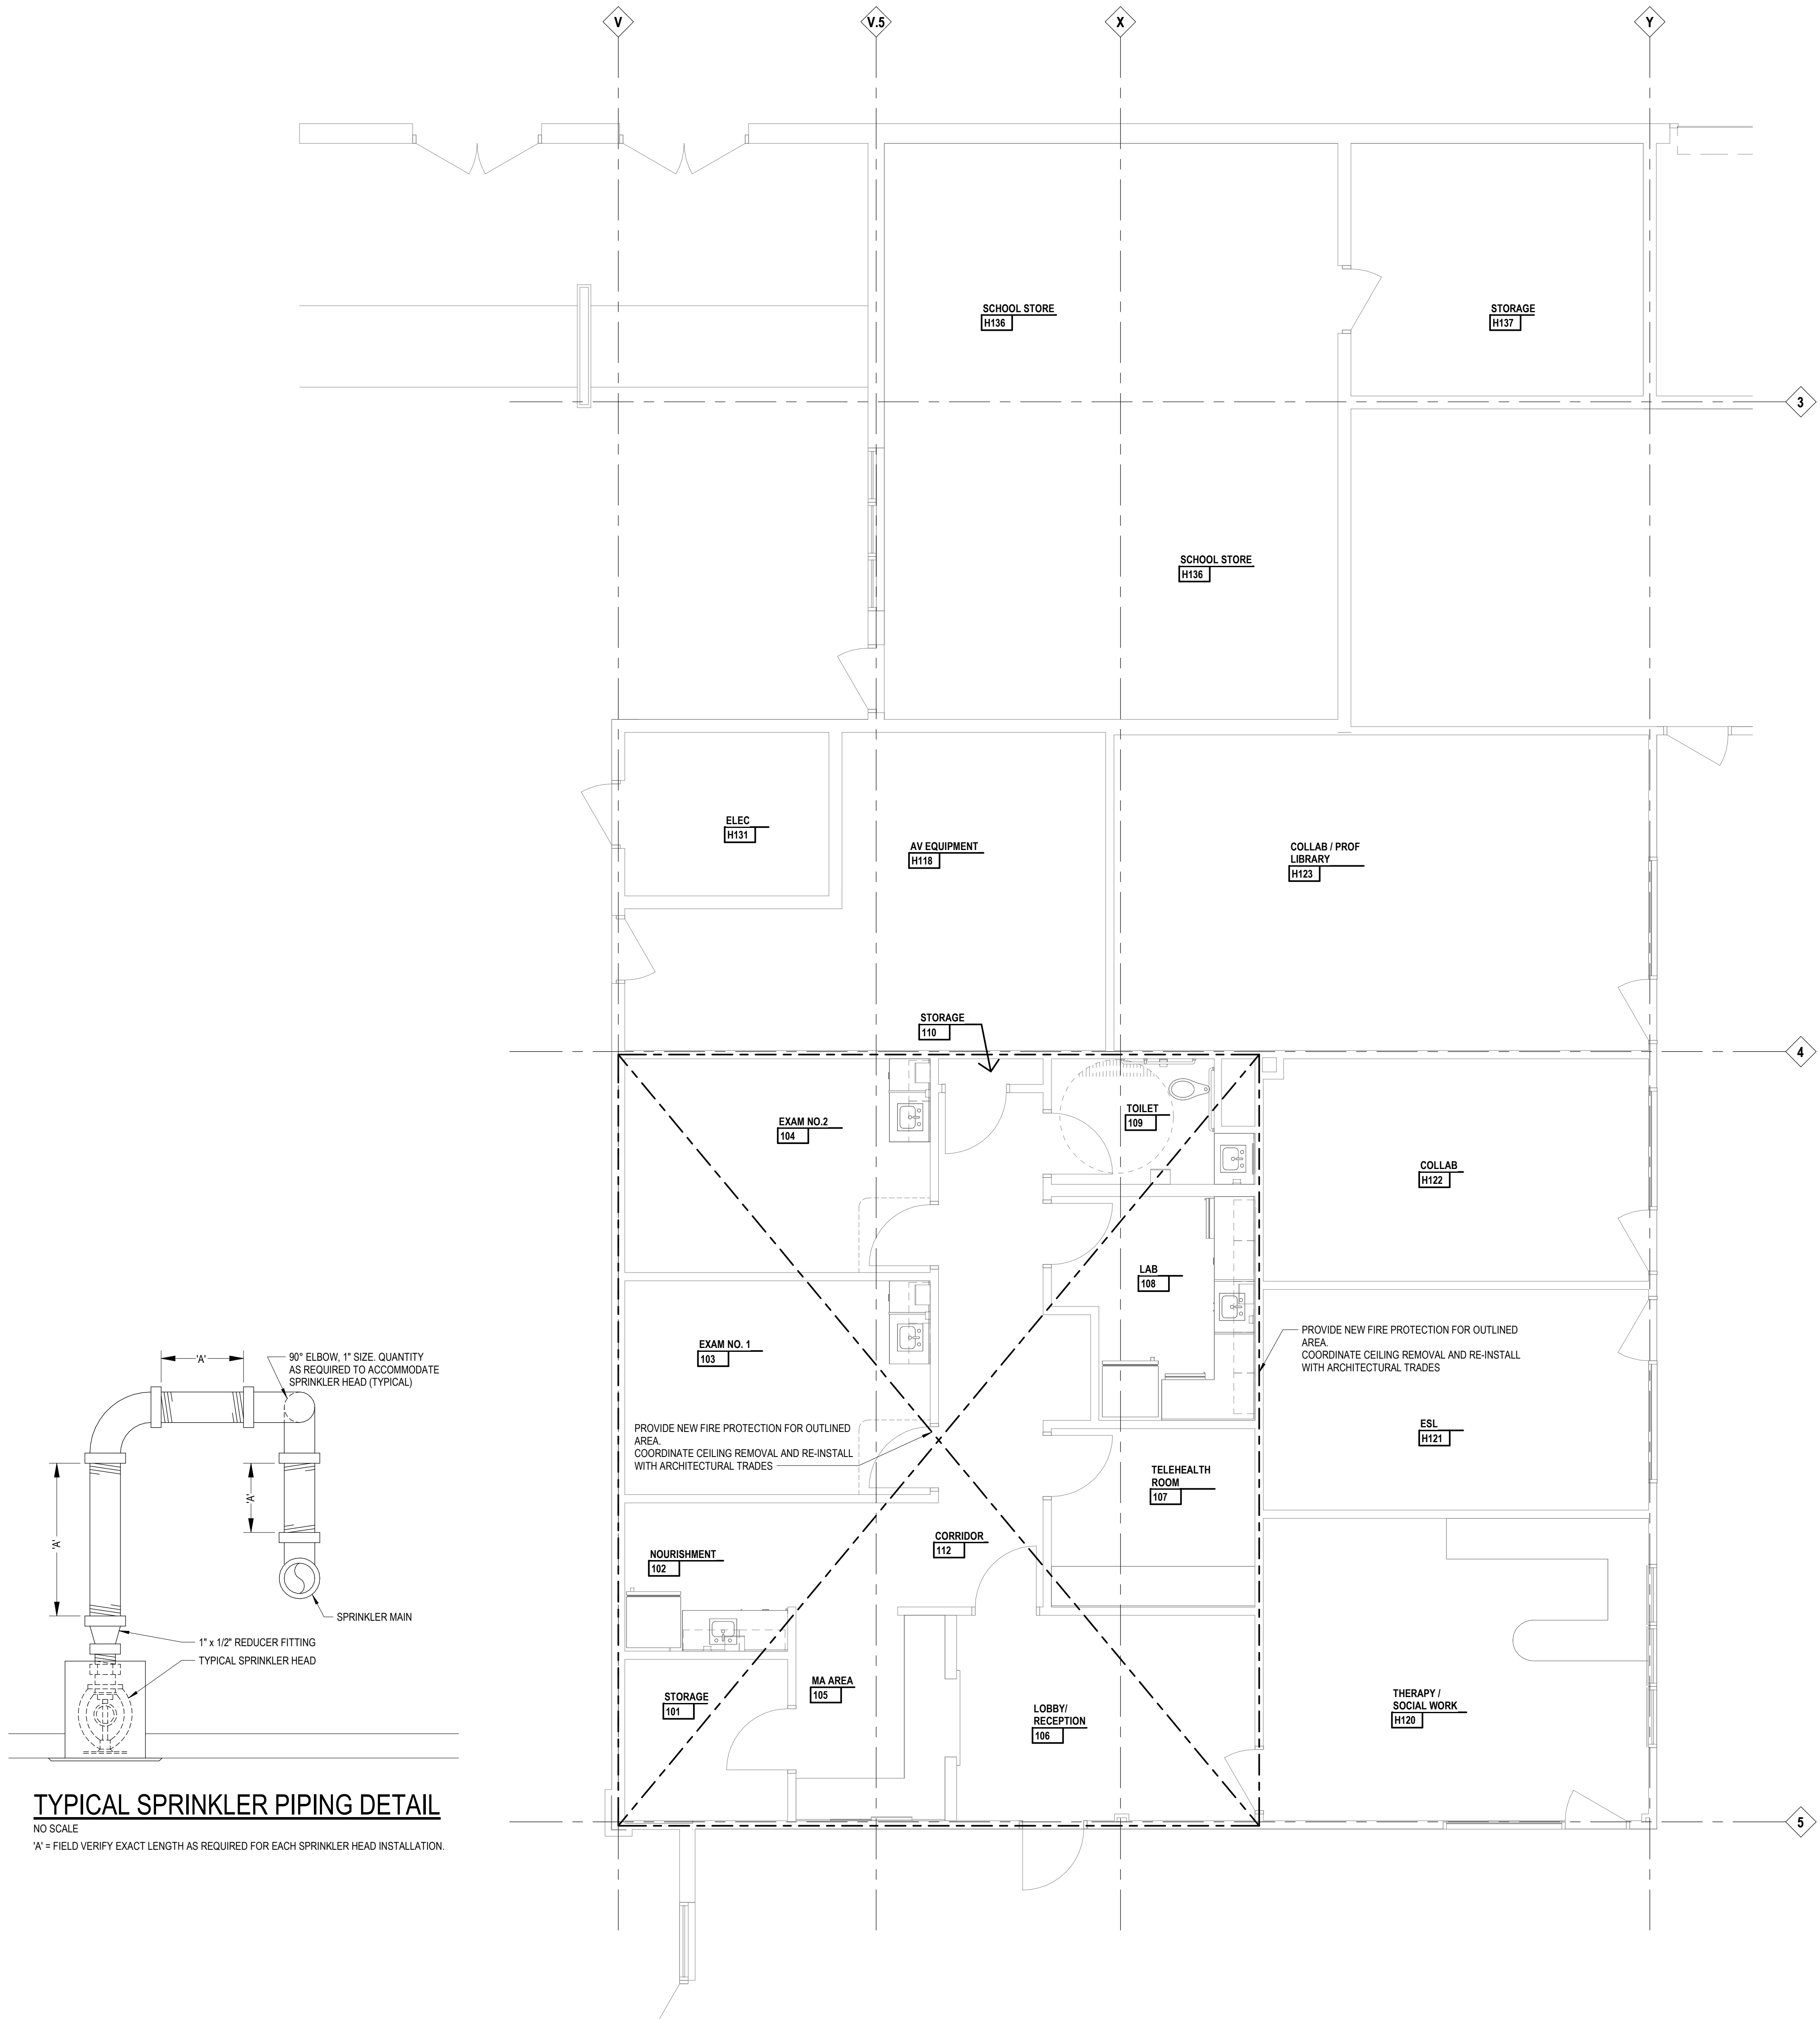 V
V.5
X
Y
SCHOOL STORE
H136
STORAGE
H137
3
SCHOOL STORE
H136
ELEC
H131
AV EQUIPMENT
H118
COLLAB / PROF
LIBRARY
H123
STORAGE
110
4
EXAM NO.2
104
TOILET
109
COLLAB
H122
LAB
108
EXAM NO. 1
103
PROVIDE NEW FIRE PROTECTION FOR OUTLINED
AREA.
COORDINATE CEILING REMOVAL AND RE-INSTALL
WITH ARCHITECTURAL TRADES
PROVIDE NEW FIRE PROTECTION FOR OUTLINED
AREA.
COORDINATE CEILING REMOVAL AND RE-INSTALL
WITH ARCHITECTURAL TRADES
ESL
H121
TELEHEALTH
ROOM
107
CORRIDOR
112
NOURISHMENT
102
MA AREA
105
STORAGE
101
LOBBY/
RECEPTION
106
THERAPY /
SOCIAL WORK
H120
5
'A'
90° ELBOW, 1" SIZE. QUANTITY
AS REQUIRED TO ACCOMMODATE
SPRINKLER HEAD (TYPICAL)
'A'
'A'
SPRINKLER MAIN
1" x 1/2" REDUCER FITTING
TYPICAL SPRINKLER HEAD
TYPICAL SPRINKLER PIPING DETAIL
NO SCALE
'A' = FIELD VERIFY EXACT LENGTH AS REQUIRED FOR EACH SPRINKLER HEAD INSTALLATION.